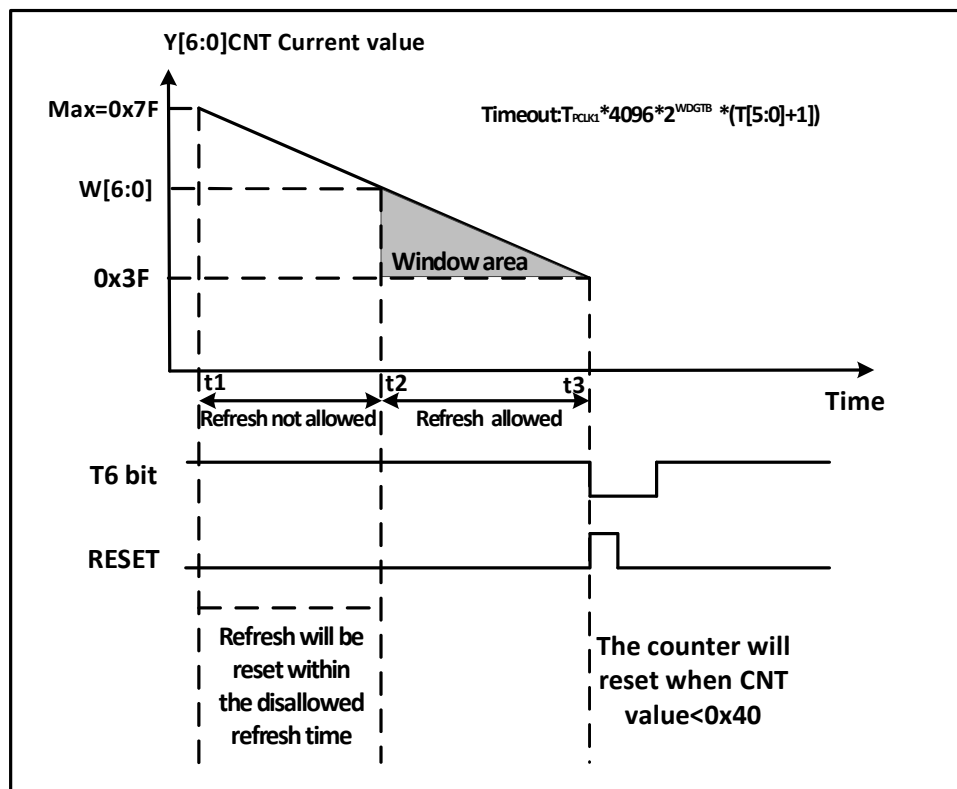 Y[6:0]CNT Current value
Max=0x7F
Timeout:TPCLK1*4096*2WDGTB *(T[5:0]+1])
W[6:0]
Window area
0x3F
t1
t2
t3
Time
Refresh not allowed
Refresh allowed
T6 bit
RESET
Refresh will be
reset within
the disallowed
refresh time
The counter will
reset when CNT
value<0x40